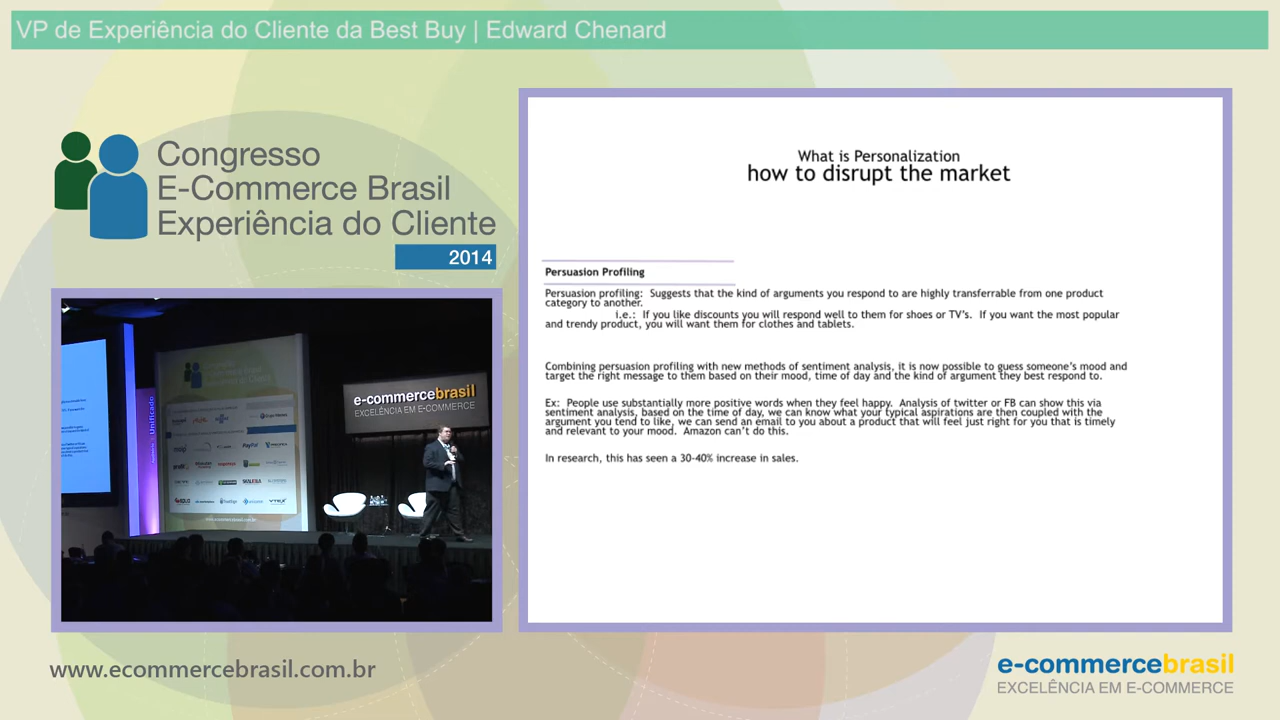 VP de Experiência do Cliente da Best Buy | Edward Chenard
Congresso
E-Commerce Brasil
Experiência do Cliente
2014
What is Personalization
how to disrupt the market
Persuasion Profiling
Persuasion profiling: Suggests that the kind of arguments you respond to are highly transferrable from one product
category to another.
i.e.: If you like discounts you will respond well to them for shoes or TV's. If you want the most popular
and trendy product, you will want them for clothes and tablets.
Combining persuasion profiling with new methods of sentiment analysis, it is now possible to guess someone's mood and
target the right message to them based on their mood, time of day and the kind of argument they best respond to.
Ex: People use substantially more positive words when they feel happy. Analysis of twitter or FB can show this via
sentiment analysis, based on the time of day, we can know what your typical aspirations are then coupled with the
argument you tend to like, we can send an email to you about a product that will feel just right for you that is timely
and relevant to your mood. Amazon can't do this.
In research, this has seen a 30-40% increase in sales.
e-commercebrasil
EXCELÊNCIA EM E-COMMERCE
PayPal
www.ecommercebrasil.com.br
e-commercebrasil
EXCELÊNCIA EM E-COMMERCE